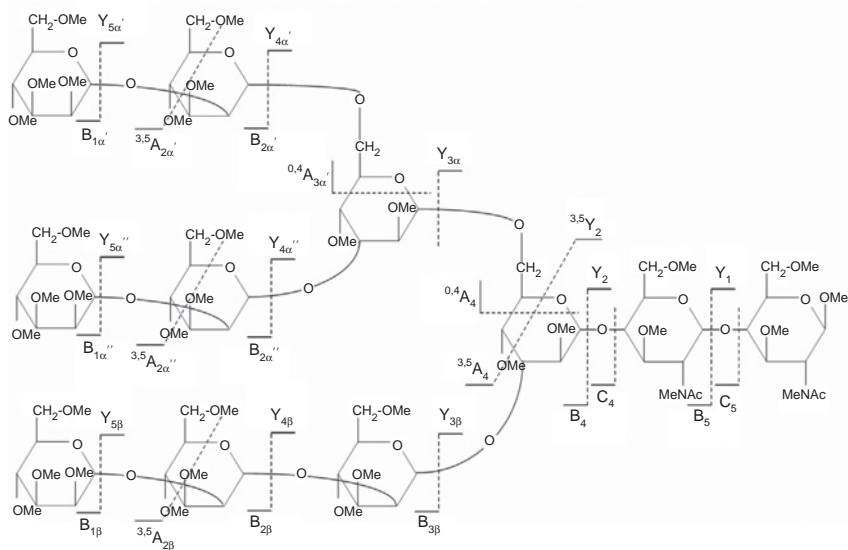 CH₂-OMe Y₅α′ CH₂-OMe Y₄α′
O O
OMe OMe O OMe
OMe OMe O
B₁α′ ³,⁵A₂α′ B₂α′
CH₂
⁰,⁴A₃α′ O Y₃α
OMe
OMe O
CH₂-OMe Y₅α′′ CH₂-OMe Y₄α′′ ³,⁵Y₂
O O CH₂
OMe OMe O OMe O
OMe OMe
B₁α′′ ³,⁵A₂α′′ B₂α′′
⁰,⁴A₄ Y₂ CH₂-OMe Y₁ CH₂-OMe
O O O OMe
OMe O OMe O OMe
OMe
³,⁵A₄ B₄ C₄ MeNAc B₅ C₅ MeNAc
CH₂-OMe Y₅β CH₂-OMe Y₄β CH₂-OMe Y₃β
O O O O
OMe OMe O OMe O OMe
OMe OMe OMe
B₁β ³,⁵A₂β B₂β B₃β